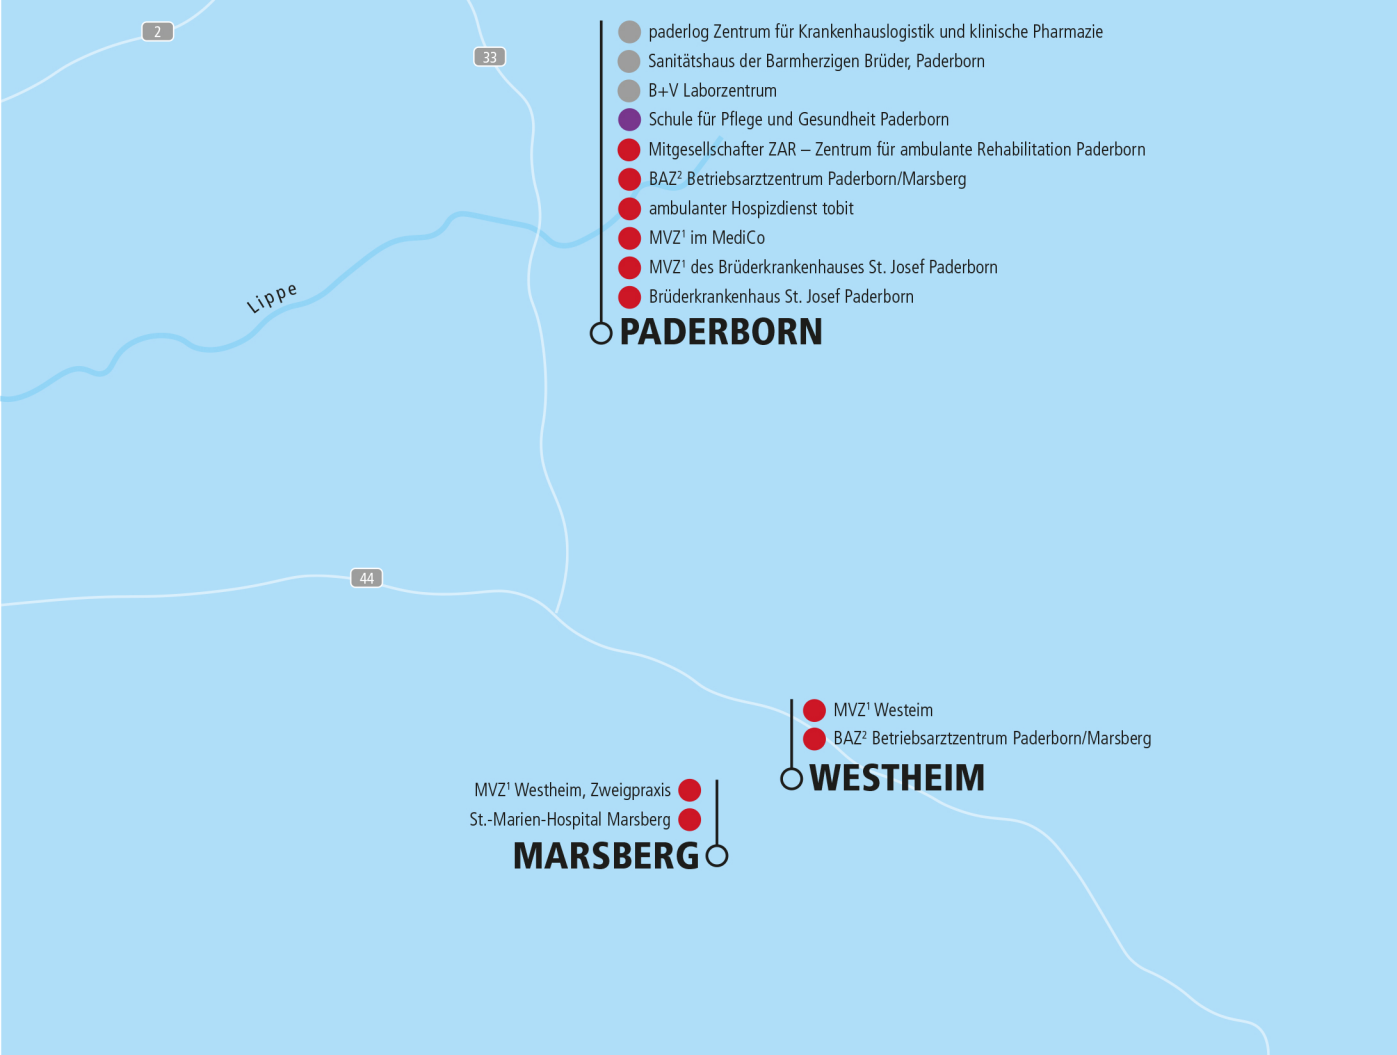 2
33
paderlog Zentrum für Krankenhauslogistik und klinische Pharmazie
Sanitätshaus der Barmherzigen Brüder, Paderborn
B+V Laborzentrum
Schule für Pflege und Gesundheit Paderborn
Mitgesellschafter ZAR – Zentrum für ambulante Rehabilitation Paderborn
BAZ² Betriebsarztzentrum Paderborn/Marsberg
ambulanter Hospizdienst tobit
MVZ¹ im MediCo
MVZ¹ des Brüderkrankenhauses St. Josef Paderborn
Brüderkrankenhaus St. Josef Paderborn
PADERBORN
Lippe
44
MVZ¹ Westeim
BAZ² Betriebsarztzentrum Paderborn/Marsberg
WESTHEIM
MVZ¹ Westheim, Zweigpraxis
St.-Marien-Hospital Marsberg
MARSBERG